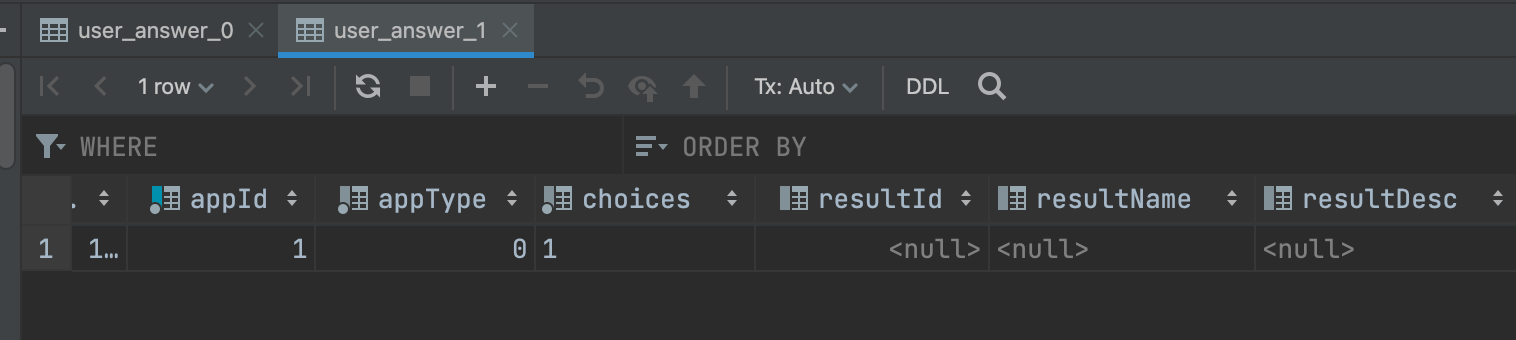 user_answer_0 user_answer_1
1 row Tx: Auto DDL
WHERE ORDER BY
. appId appType choices resultId resultName resultDesc
1 1... 1 0 1 <null> <null> <null>